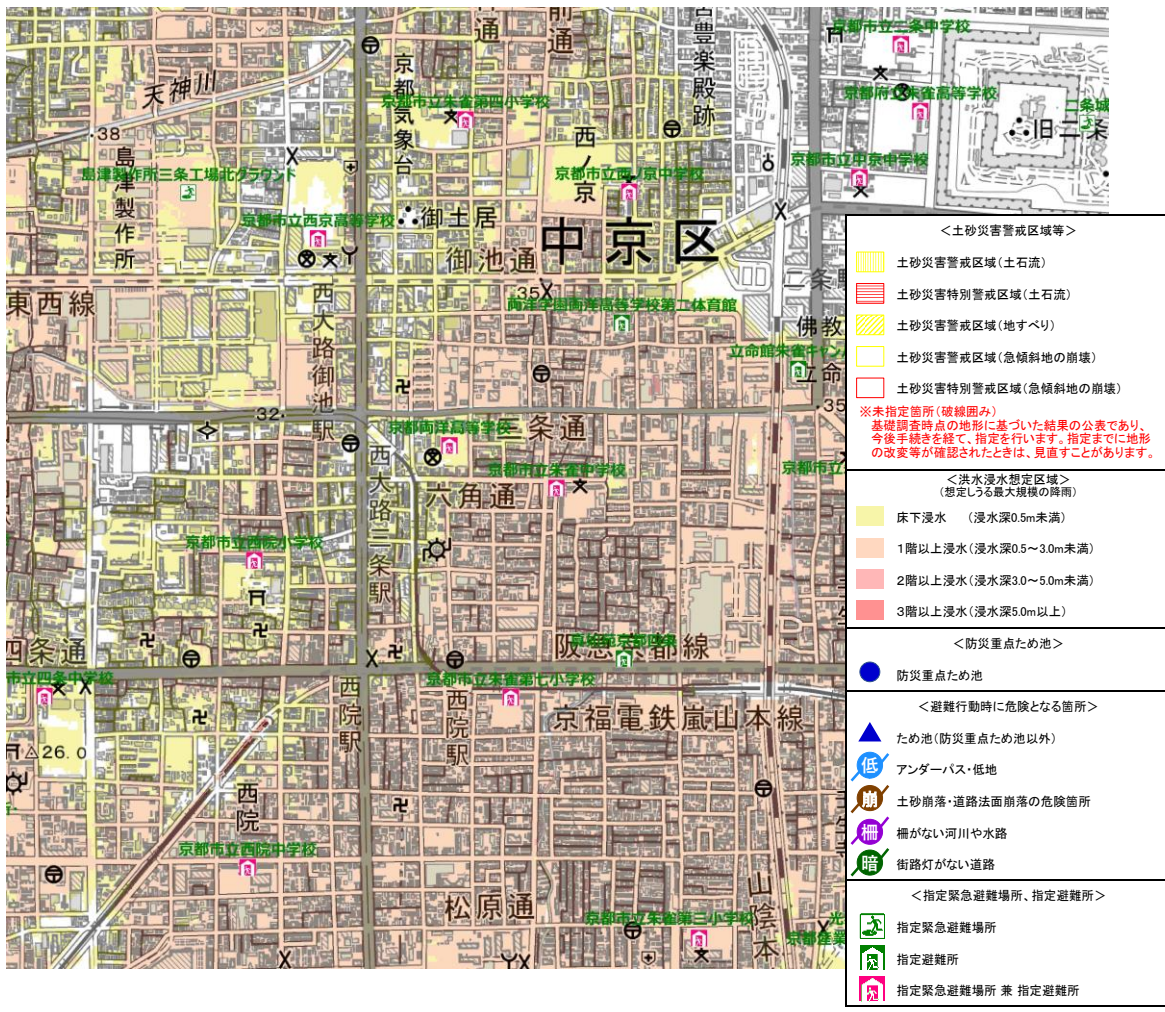 天神川
・38
島津製作所
島津製作所三条工場北グラウンド
京都気象台
京都市立朱雀第四小学校
西ノ京
京都市立西ノ京中学校
豊楽殿跡
京都市立二条中学校
京都府立朱雀高等学校
京都市立中京中学校
二条城
旧二条
京都市立西京高等学校
御土居
中京区
御池通
東西線
・35
両洋学園両洋高等学校第二体育館
西大路御池駅
佛教
立命
32・
・35
京都両洋高等学校
三条通
京都市立朱雀中学校
六角通
西大路三条駅
京都市立西院小学校
四条通
市立四条中学校
阪急京都線
京都市立朱雀第七小学校
西院駅
西院駅
京福電鉄嵐山本線
26.0
西院
京都市立西院中学校
松原通
京都市立朱雀第三小学校
山陰本
＜土砂災害警戒区域等＞
土砂災害警戒区域（土石流）
土砂災害特別警戒区域（土石流）
土砂災害警戒区域（地すべり）
土砂災害警戒区域（急傾斜地の崩壊）
土砂災害特別警戒区域（急傾斜地の崩壊）
※未指定箇所（破線囲み）
基礎調査時点の地形に基づいた結果の公表であり、
今後手続きを経て、指定を行います。指定までに地形
の改変等が確認されたときは、見直すことがあります。
＜洪水浸水想定区域＞
（想定しうる最大規模の降雨）
床下浸水　（浸水深0.5m未満）
1階以上浸水（浸水深0.5～3.0m未満）
2階以上浸水（浸水深3.0～5.0m未満）
3階以上浸水（浸水深5.0m以上）
＜防災重点ため池＞
防災重点ため池
＜避難行動時に危険となる箇所＞
ため池（防災重点ため池以外）
低 アンダーパス・低地
崩 土砂崩落・道路法面崩落の危険箇所
柵 柵がない河川や水路
暗 街路灯がない道路
＜指定緊急避難場所、指定避難所＞
指定緊急避難場所
指定避難所
指定緊急避難場所 兼 指定避難所